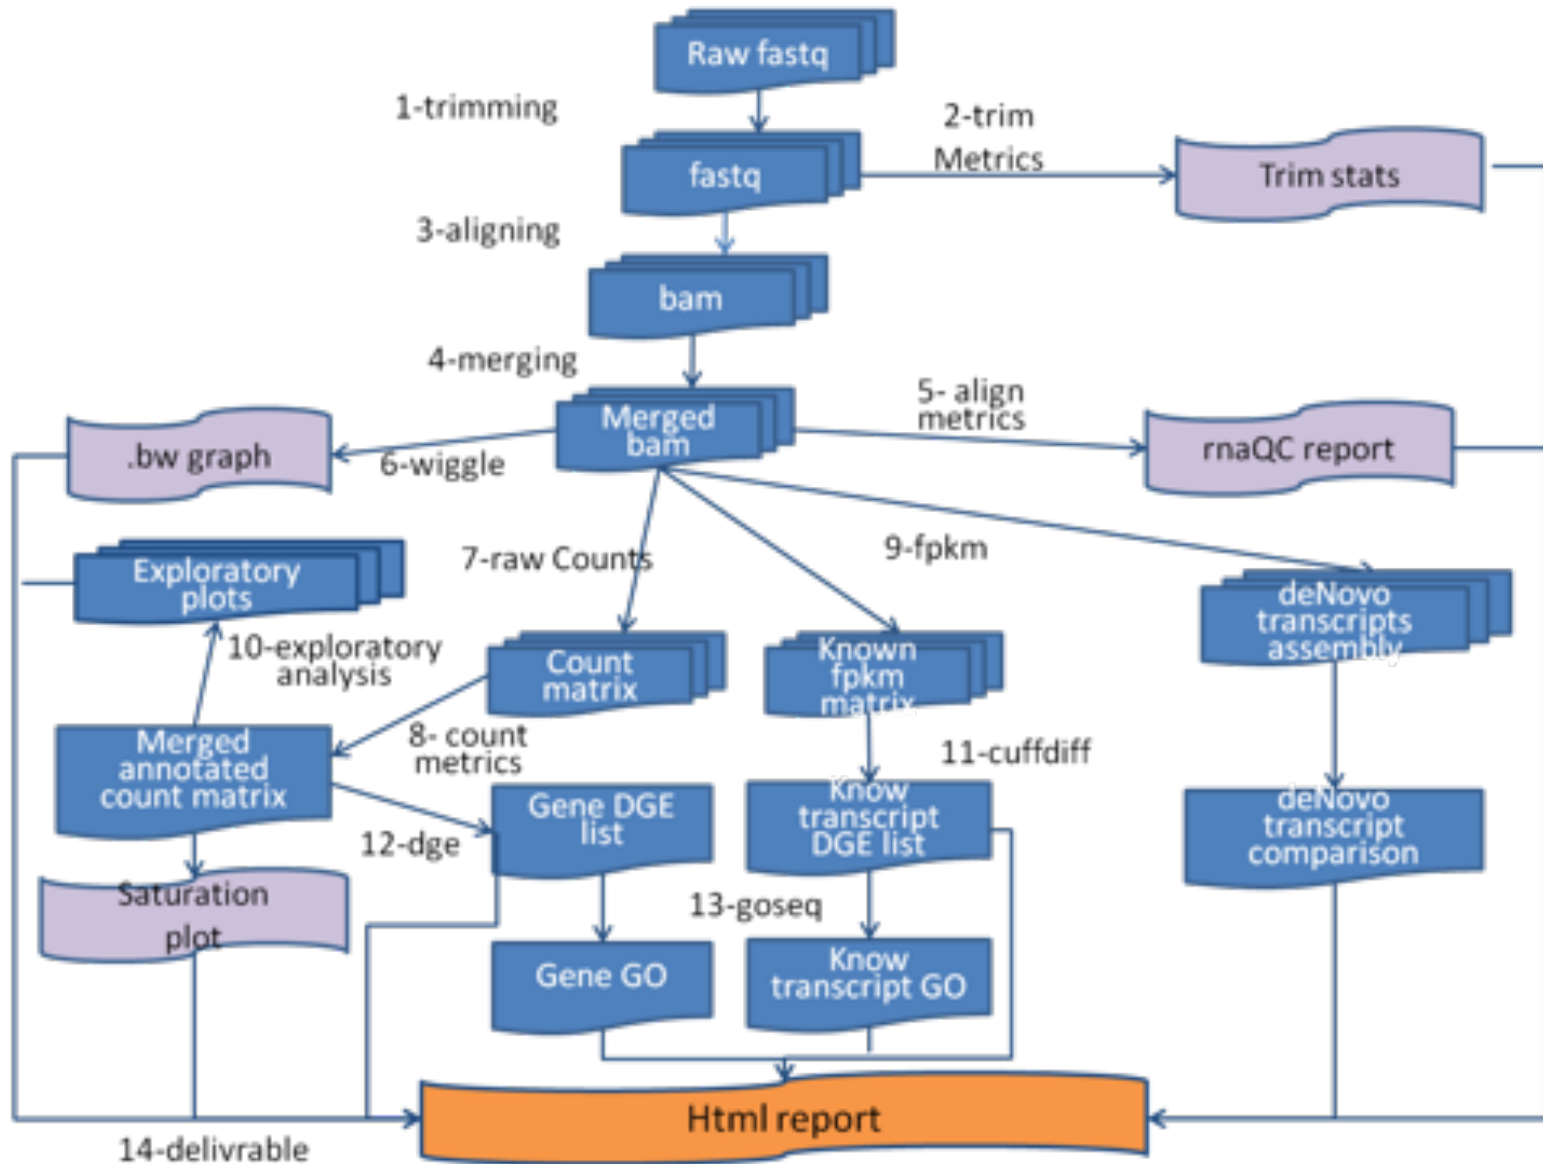 Raw fastq
1-trimming
2-trim
Metrics
fastq
Trim stats
3-aligning
bam
4-merging
5- align
metrics
Merged
bam
.bw graph
6-wiggle
rnaQC report
7-raw Counts
9-fpkm
Exploratory
plots
deNovo
transcripts
assembly
10-exploratory
analysis
Count
matrix
Known
fpkm
matrix
Merged
annotated
count matrix
8- count
metrics
11-cuffdiff
Gene DGE
list
Know
transcript
DGE list
deNovo
transcript
comparison
12-dge
Saturation
plot
13-goseq
Gene GO
Know
transcript GO
Html report
14-delivrable